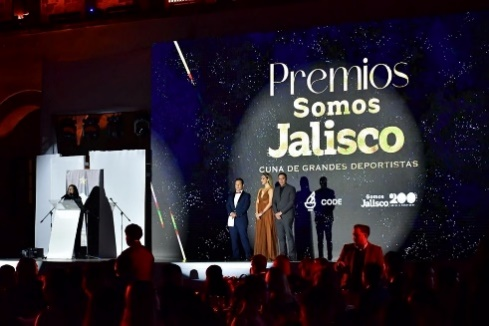 Premios
Somos
Jalisco
CUNA DE GRANDES DEPORTISTAS
CODE
Somos
Jalisco 200